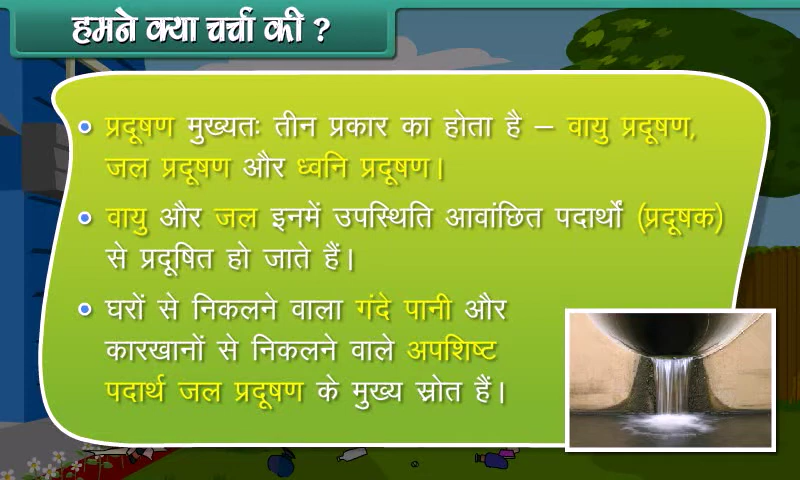 हमने क्या चर्चा की ?
प्रदूषण मुख्यतः तीन प्रकार का होता है – वायु प्रदूषण,
जल प्रदूषण और ध्वनि प्रदूषण।
वायु और जल इनमें उपस्थिति आवांछित पदार्थों (प्रदूषक)
से प्रदूषित हो जाते हैं।
घरों से निकलने वाला गंदे पानी और
कारखानों से निकलने वाले अपशिष्ट
पदार्थ जल प्रदूषण के मुख्य स्रोत हैं।